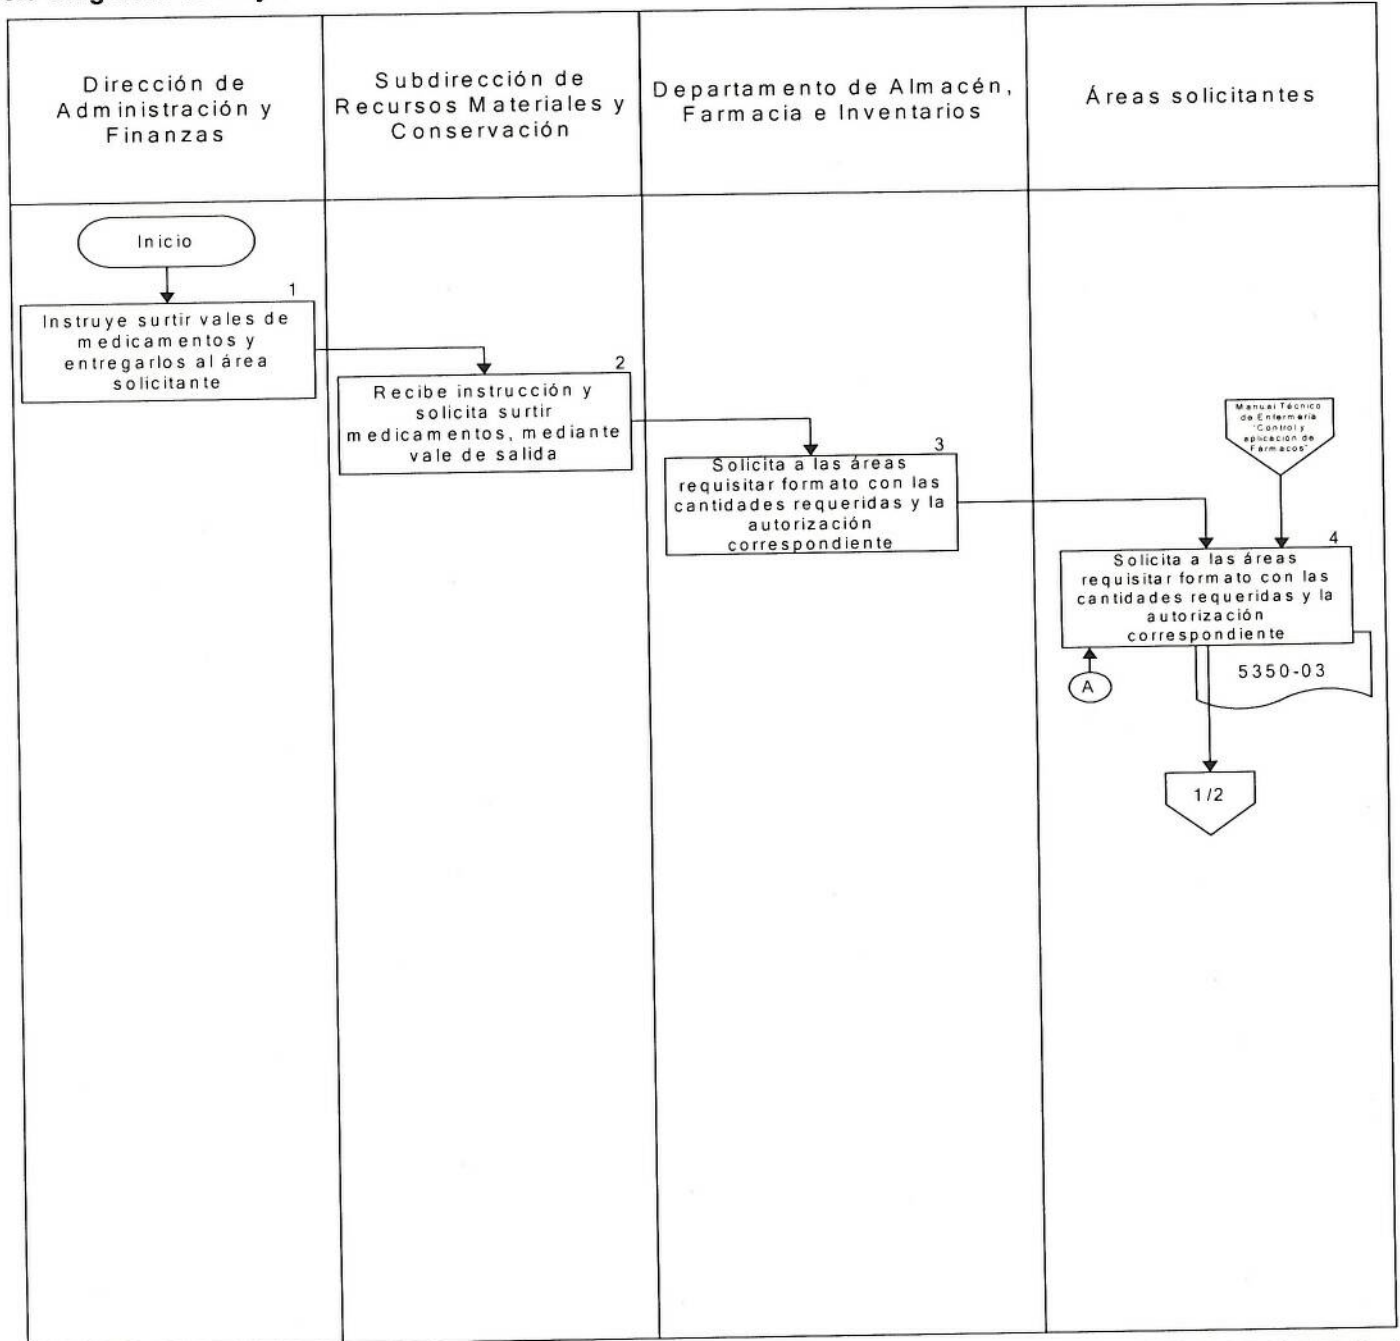 Dirección de
Administración y
Finanzas
Subdirección de
Recursos Materiales y
Conservación
Departamento de Almacén,
Farmacia e Inventarios
Áreas solicitantes
Inicio
1
Instruye surtir vales de
medicamentos y
entregarlos al área
solicitante
2
Recibe instrucción y
solicita surtir
medicamentos, mediante
vale de salida
3
Solicita a las áreas
requisitar formato con las
cantidades requeridas y la
autorización
correspondiente
Manual Técnico
de Enfermería
"Control y
aplicación de
Fármacos"
4
Solicita a las áreas
requisitar formato con las
cantidades requeridas y la
autorización
correspondiente
5350-03
A
1/2